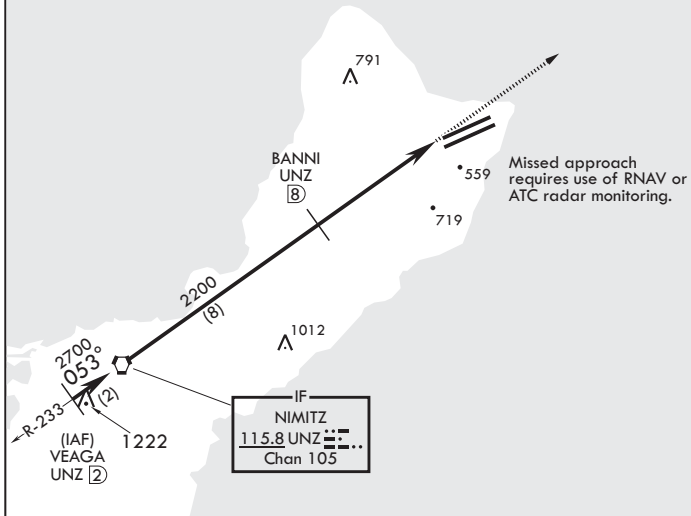 791
BANNI
UNZ
8
559
Missed approach
requires use of RNAV or
ATC radar monitoring.
719
2200
(8)
1012
2700
053°
(2)
R-233
(IAF)
VEAGA
UNZ 2
1222
IF
NIMITZ
115.8 UNZ
Chan 105